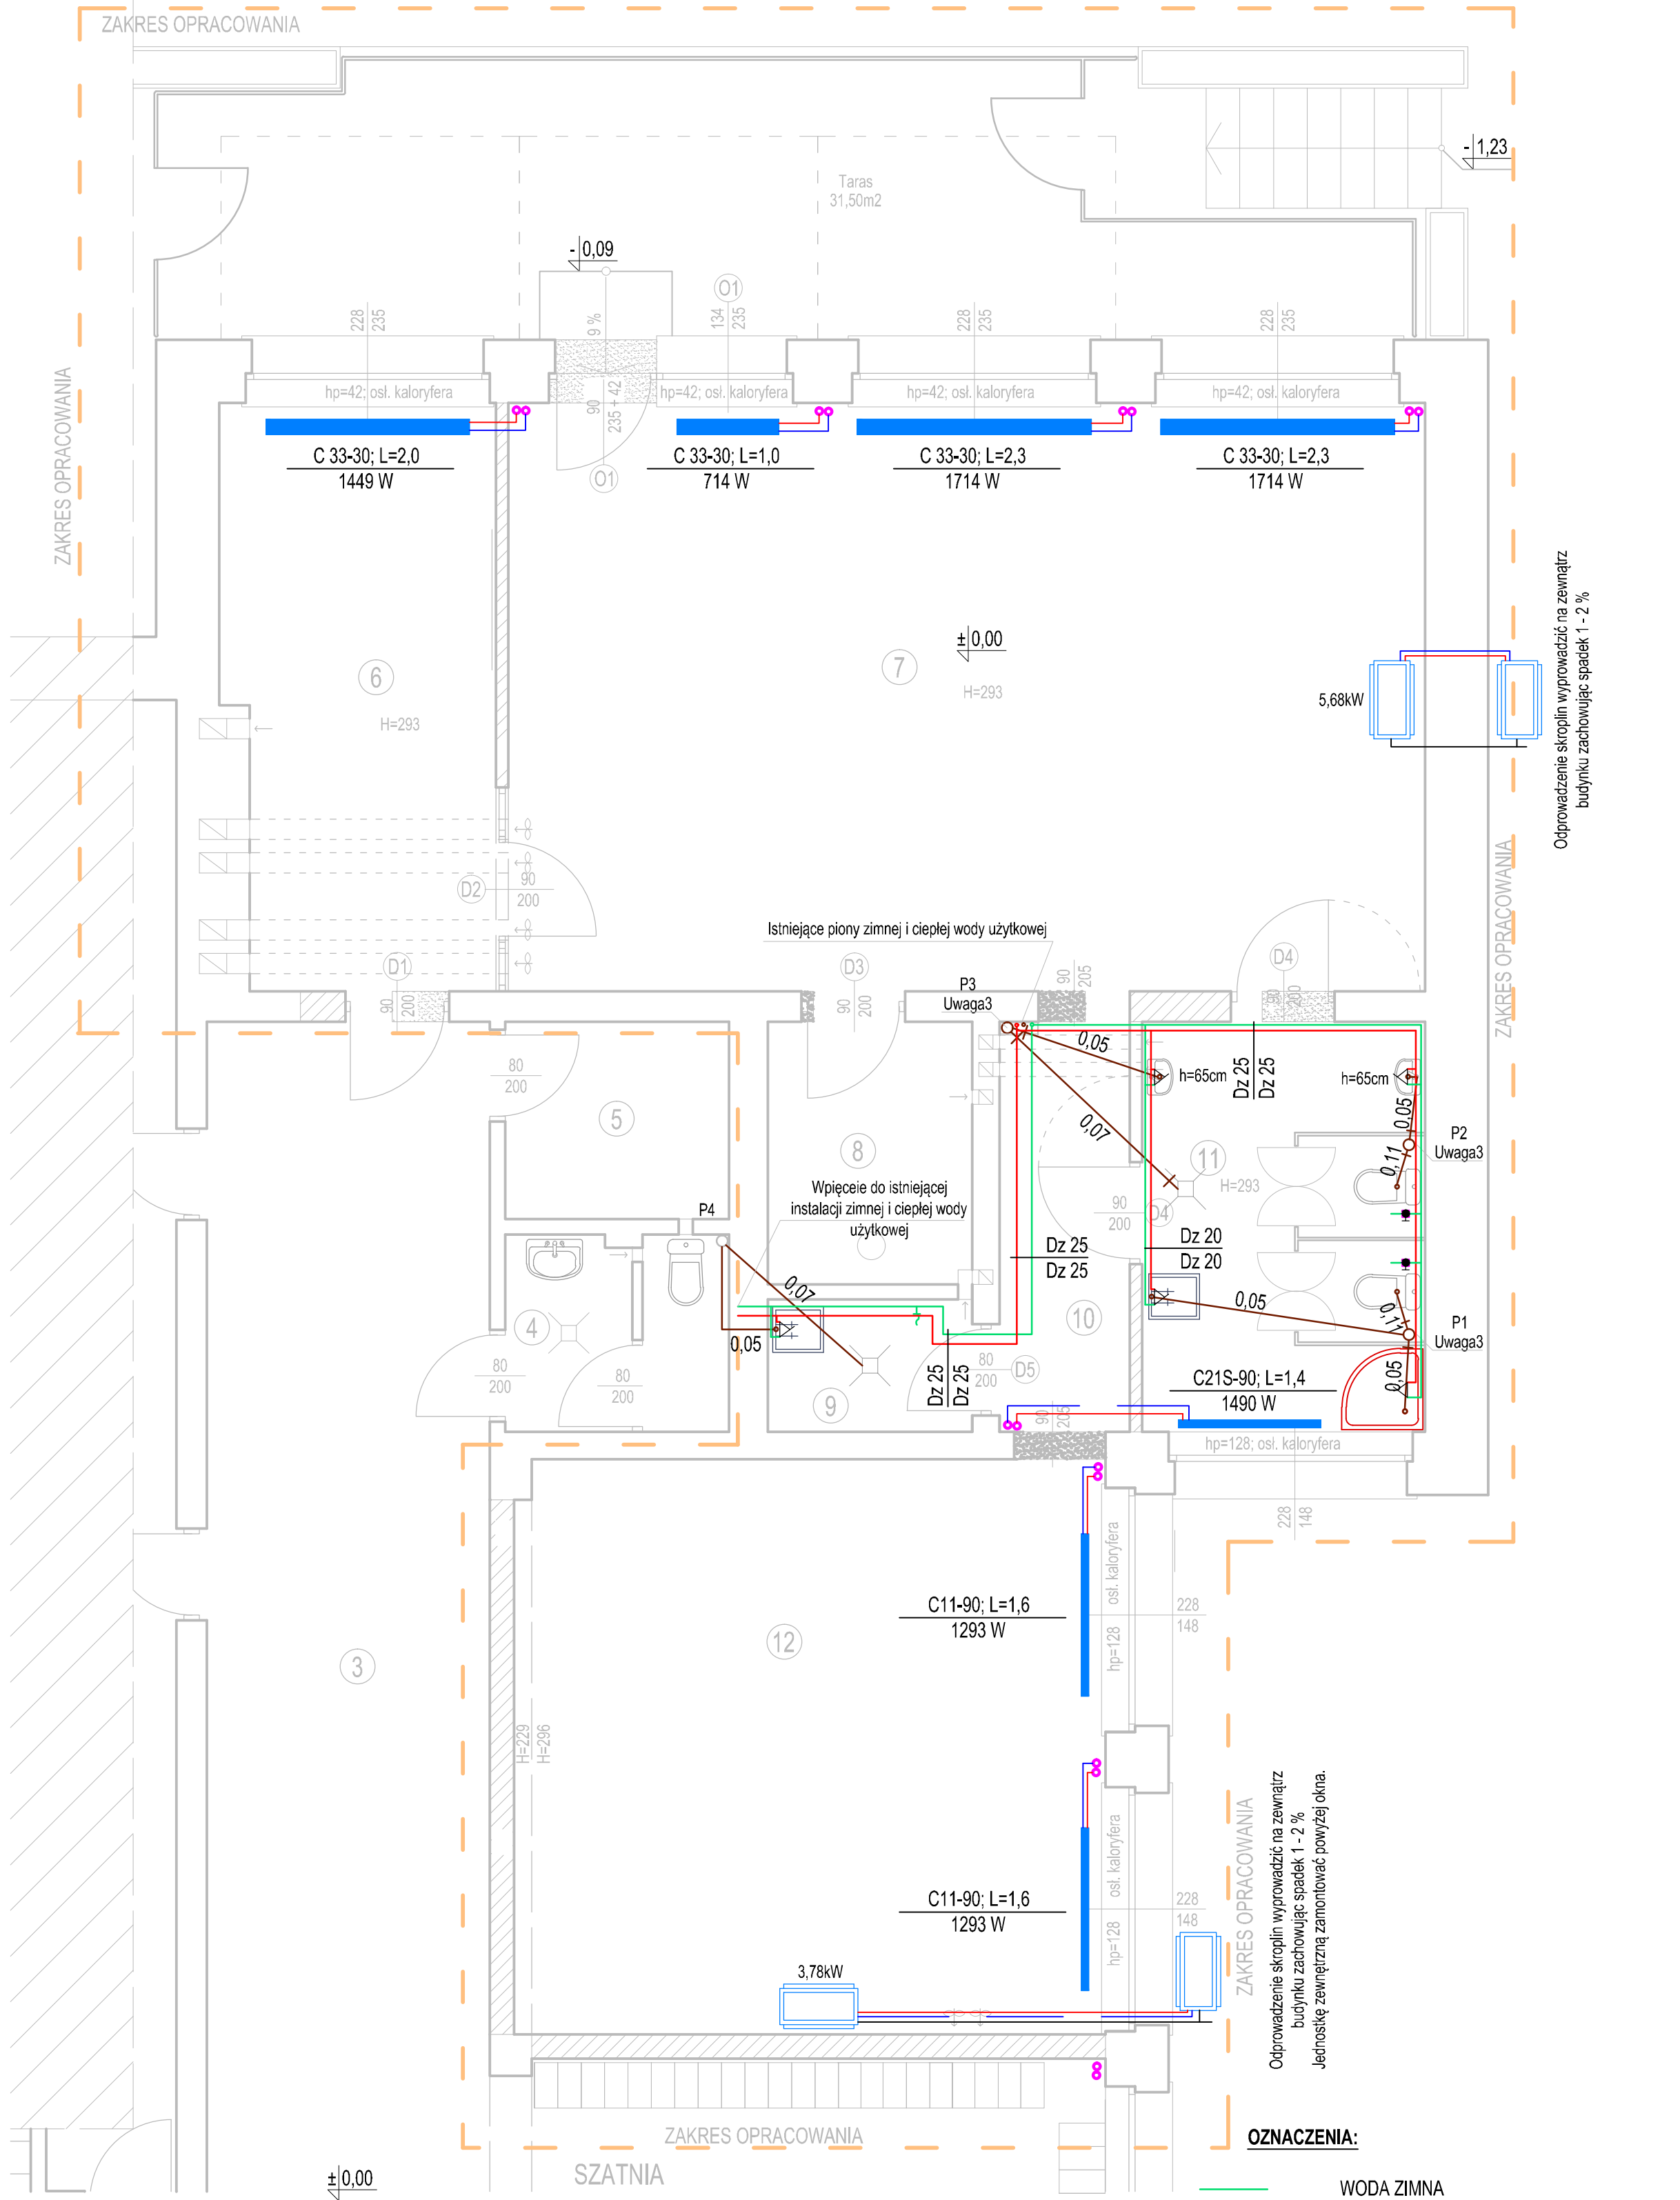 ZAKRES OPRACOWANIA
- 1,23
Taras
31,50m2
- 0,09
O1
228
235
9 %
134
235
228
235
228
235
ZAKRES OPRACOWANIA
hp=42; osł. kaloryfera
90
235 + 42
hp=42; osł. kaloryfera
hp=42; osł. kaloryfera
hp=42; osł. kaloryfera
C 33-30; L=2,0
1449 W
O1
C 33-30; L=1,0
714 W
C 33-30; L=2,3
1714 W
C 33-30; L=2,3
1714 W
Odprowadzenie skroplin wyprowadzić na zewnątrz
budynku zachowując spadek 1 - 2 %
6
H=293
7
± 0,00
H=293
5,68kW
D2
90
200
ZAKRES OPRACOWANIA
Istniejące piony zimnej i ciepłej wody użytkowej
D1
90
200
D3
90
200
P3
Uwaga3
90
205
D4
90
200
0,05
h=65cm
Dz 25
Dz 25
h=65cm
80
200
5
8
0,07
11
H=293
0,05
P2
Uwaga3
0,11
Wpięceie do istniejącej
instalacji zimnej i ciepłej wody
użytkowej
P4
90
200
D4
Dz 25
Dz 25
Dz 20
Dz 20
0,07
4
0,05
10
0,05
0,11
P1
Uwaga3
80
200
80
200
Dz 25
Dz 25
80
200
D5
9
C21S-90; L=1,4
1490 W
0,05
90
205
hp=128; osł. kaloryfera
228
148
osł. kaloryfera
hp=128
C11-90; L=1,6
1293 W
228
148
12
3
H=229
H=296
osł. kaloryfera
hp=128
C11-90; L=1,6
1293 W
228
148
3,78kW
ZAKRES OPRACOWANIA
Odprowadzenie skroplin wyprowadzić na zewnątrz
budynku zachowując spadek 1 - 2 %
Jednostkę zewnętrzną zamontować powyżej okna.
ZAKRES OPRACOWANIA
SZATNIA
± 0,00
OZNACZENIA:
WODA ZIMNA